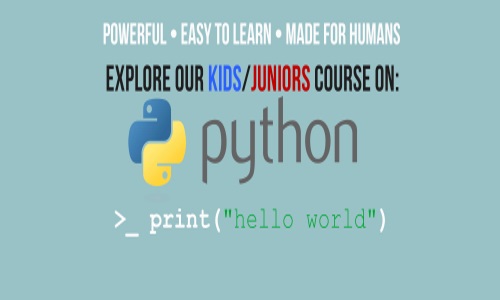 POWERFUL • EASY TO LEARN • MADE FOR HUMANS
EXPLORE OUR KIDS/JUNIORS COURSE ON:
python
>_ print("hello world")